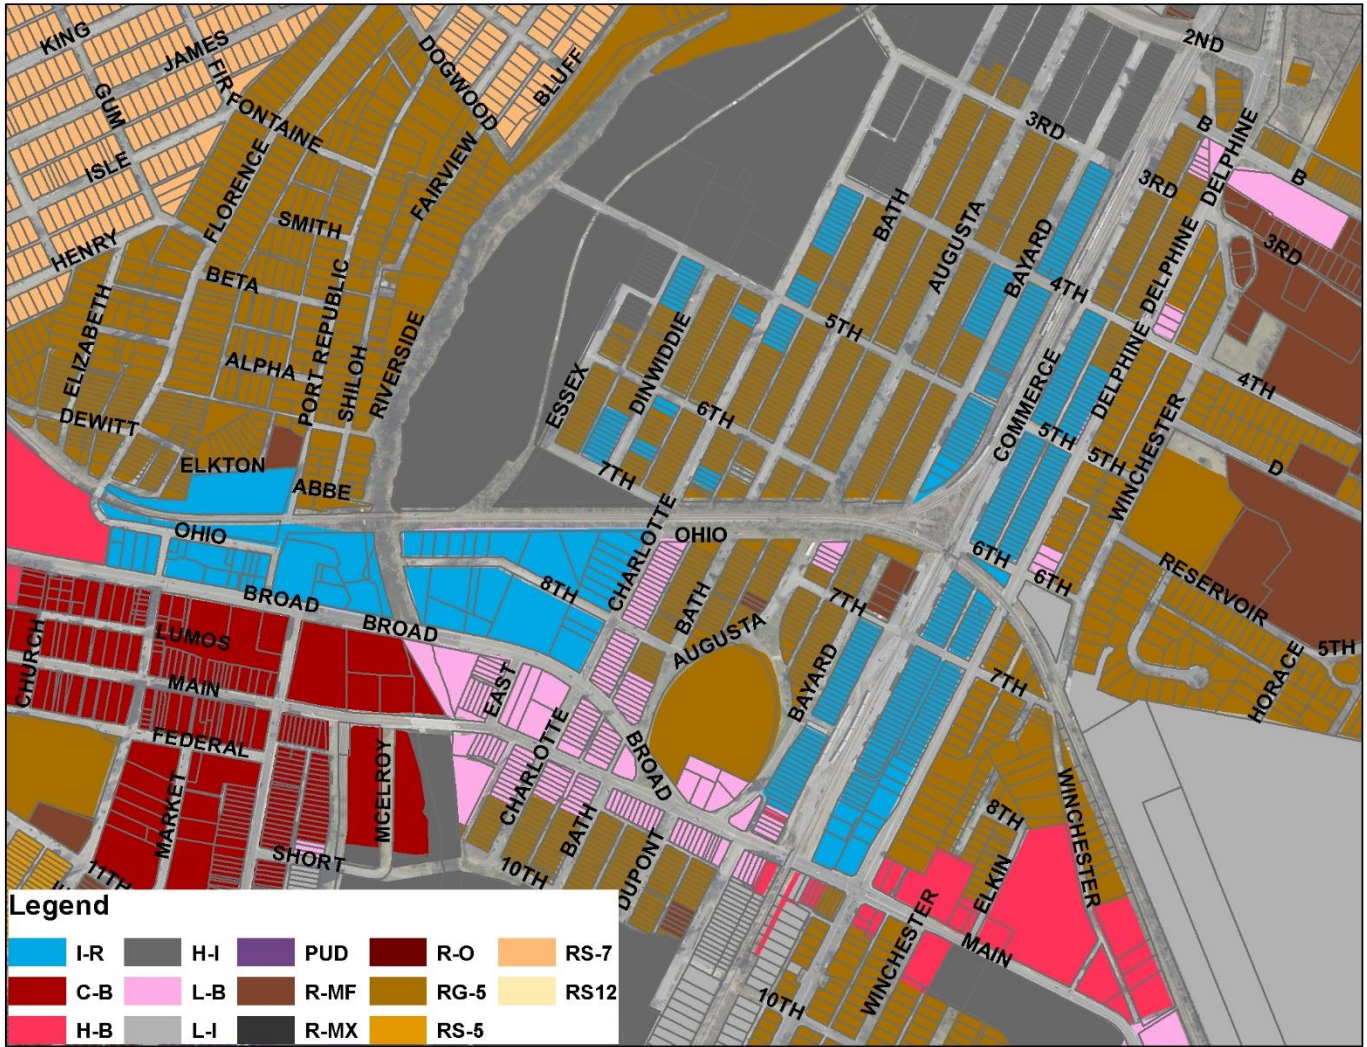 KING
JAMES
DOGWOOD
BLUFF
2ND
GUM
FIR
FONTAINE
3RD
B
DELPHINE
ISLE
FLORENCE
FAIRVIEW
B
3RD
BATH
AUGUSTA
BAYARD
SMITH
HENRY
3RD
DELPHINE
BETA
PORT REPUBLIC
4TH
ELIZABETH
5TH
RIVERSIDE
DINWIDDIE
COMMERCE
DELPHINE
ALPHA
SHILOH
ESSEX
4TH
6TH
WINCHESTER
DEWITT
5TH
5TH
ELKTON
7TH
D
ABBE
CHARLOTTE
OHIO
OHIO
6TH
6TH
RESERVOIR
8TH
BATH
7TH
BROAD
BROAD
AUGUSTA
5TH
LUMOS
CHURCH
MAIN
EAST
BAYARD
7TH
HORACE
FEDERAL
CHARLOTTE
BROAD
MCELROY
WINCHESTER
MARKET
BATH
8TH
SHORT
11TH
10TH
DUPONT
ELKIN
WINCHESTER
MAIN
10TH
Legend
I-R H-I PUD R-O RS-7
C-B L-B R-MF RG-5 RS12
H-B L-I R-MX RS-5